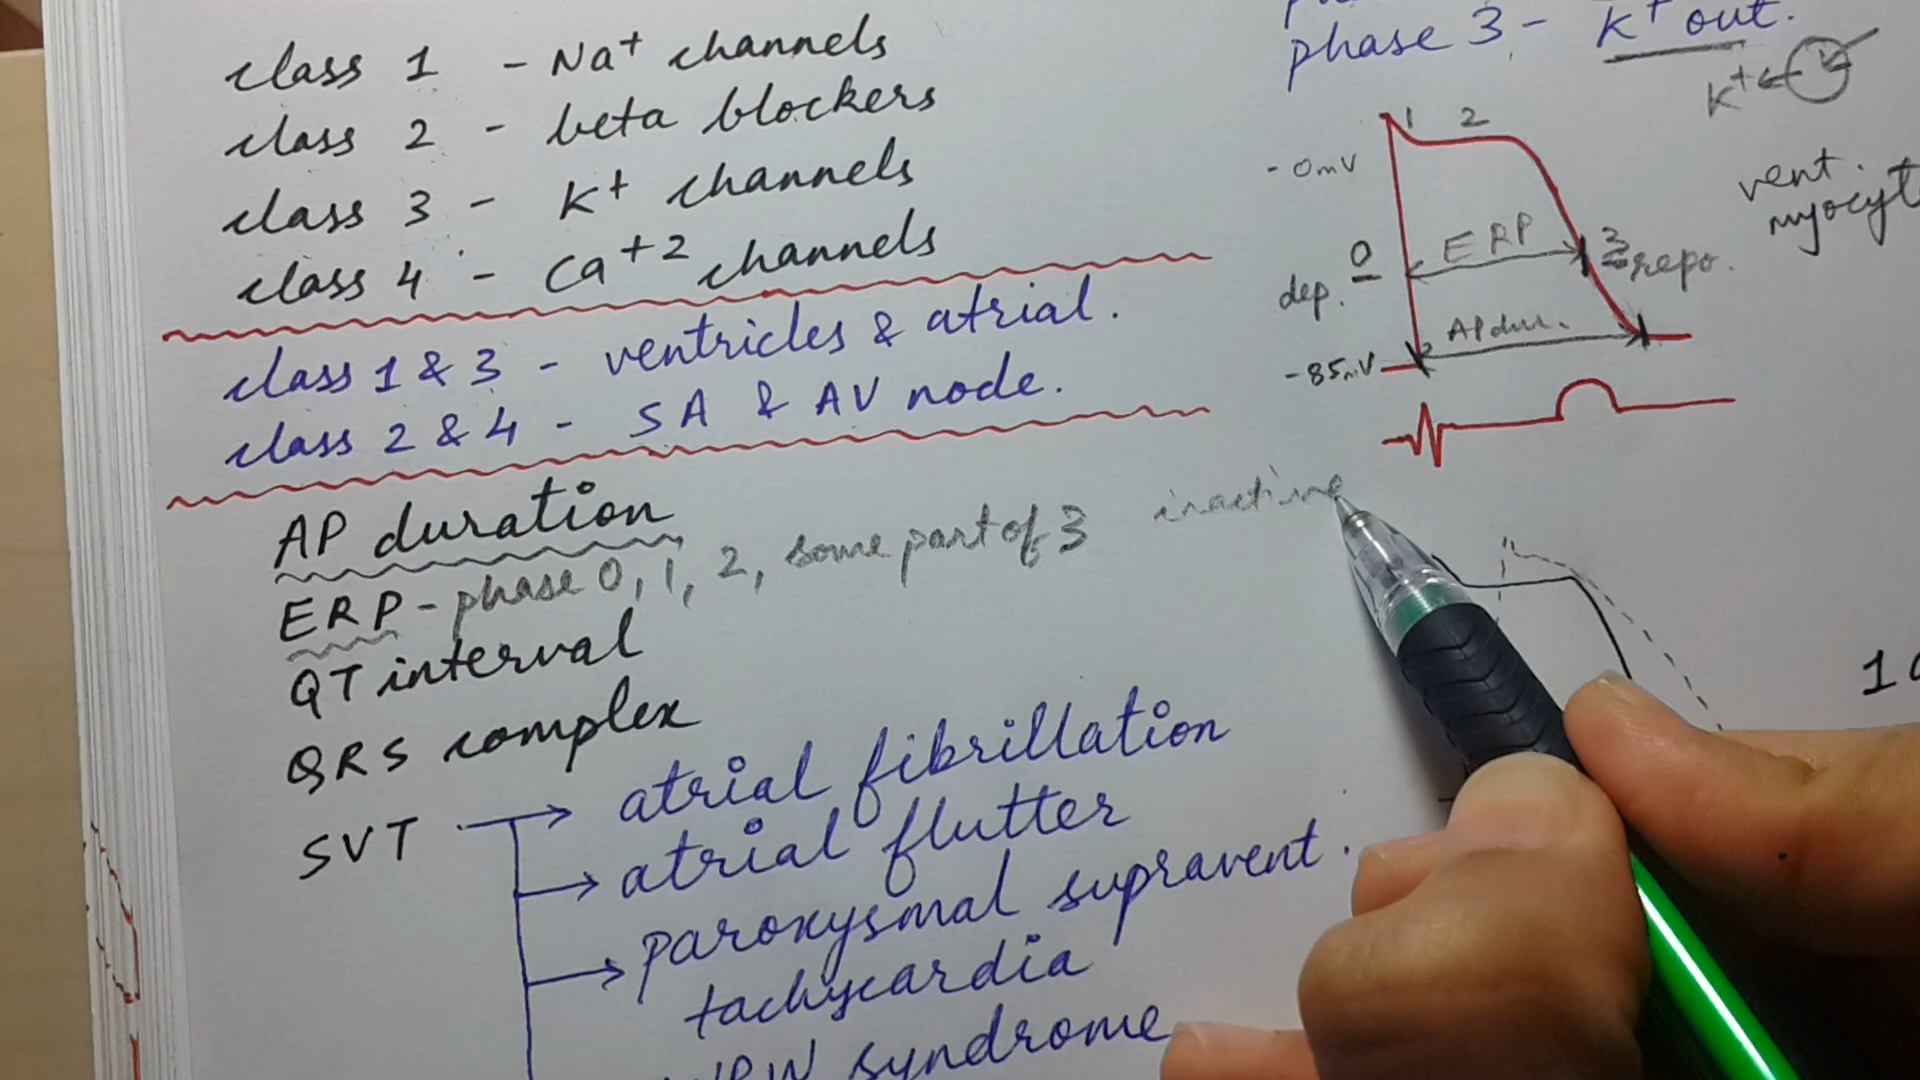 class 1 - Na+ channels
class 2 - beta blockers
class 3 - K+ channels
class 4 - Ca+2 channels
class 1 & 3 - ventricles & atrial.
class 2 & 4 - SA & AV node.
AP duration
ERP - phase 0, 1, 2, some part of 3
inactive
QT interval
QRS complex
SVT
atrial fibrillation
atrial flutter
paroxysmal supravent.
tachycardia
syndrome
phase 3 - K+ out.
K+
1 2
-0mV
vent.
0 ERP 3
dep. repo.
AP dur.
-85mV